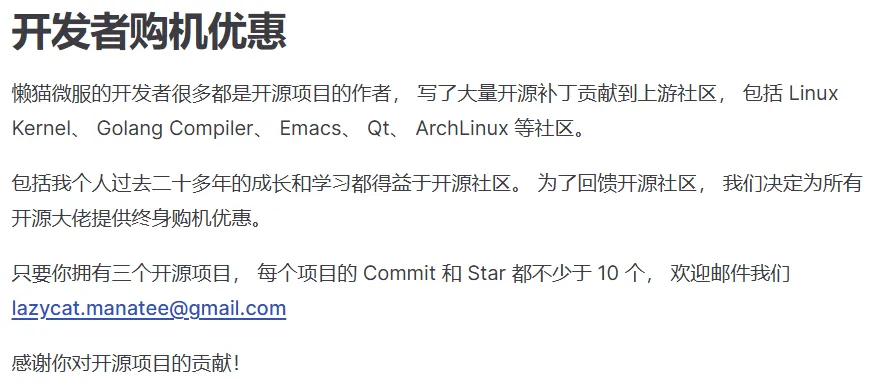 开发者购机优惠
懒猫微服的开发者很多都是开源项目的作者， 写了大量开源补丁贡献到上游社区， 包括 Linux
Kernel、 Golang Compiler、 Emacs、 Qt、 ArchLinux 等社区。
包括我个人过去二十多年的成长和学习都得益于开源社区。 为了回馈开源社区， 我们决定为所有
开源大佬提供终身购机优惠。
只要你拥有三个开源项目， 每个项目的 Commit 和 Star 都不少于 10 个， 欢迎邮件我们
lazycat.manatee@gmail.com
感谢你对开源项目的贡献！